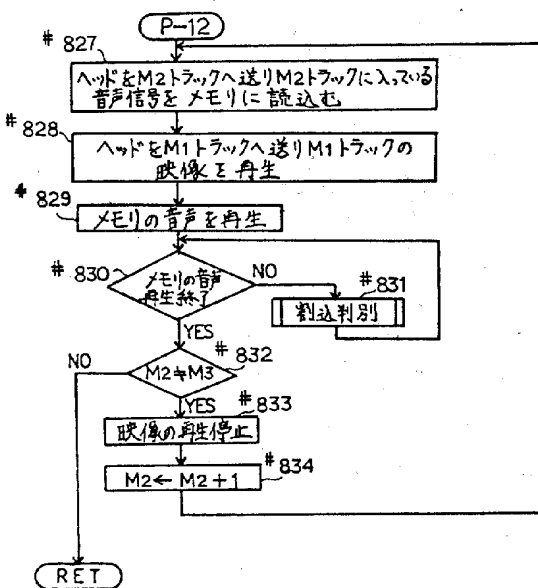 P-12
# 827
ヘッドをM2トラックへ送りM2トラックに入っている
音声信号をメモリに読込む
# 828
ヘッドをM1トラックへ送りM1トラックの
映像を再生
# 829
メモリの音声を再生
# 830
メモリの音声
再生終了
NO
# 831
割込判別
YES
# 832
M2≒M3
NO
YES
# 833
映像の再生停止
# 834
M2←M2+1
RET